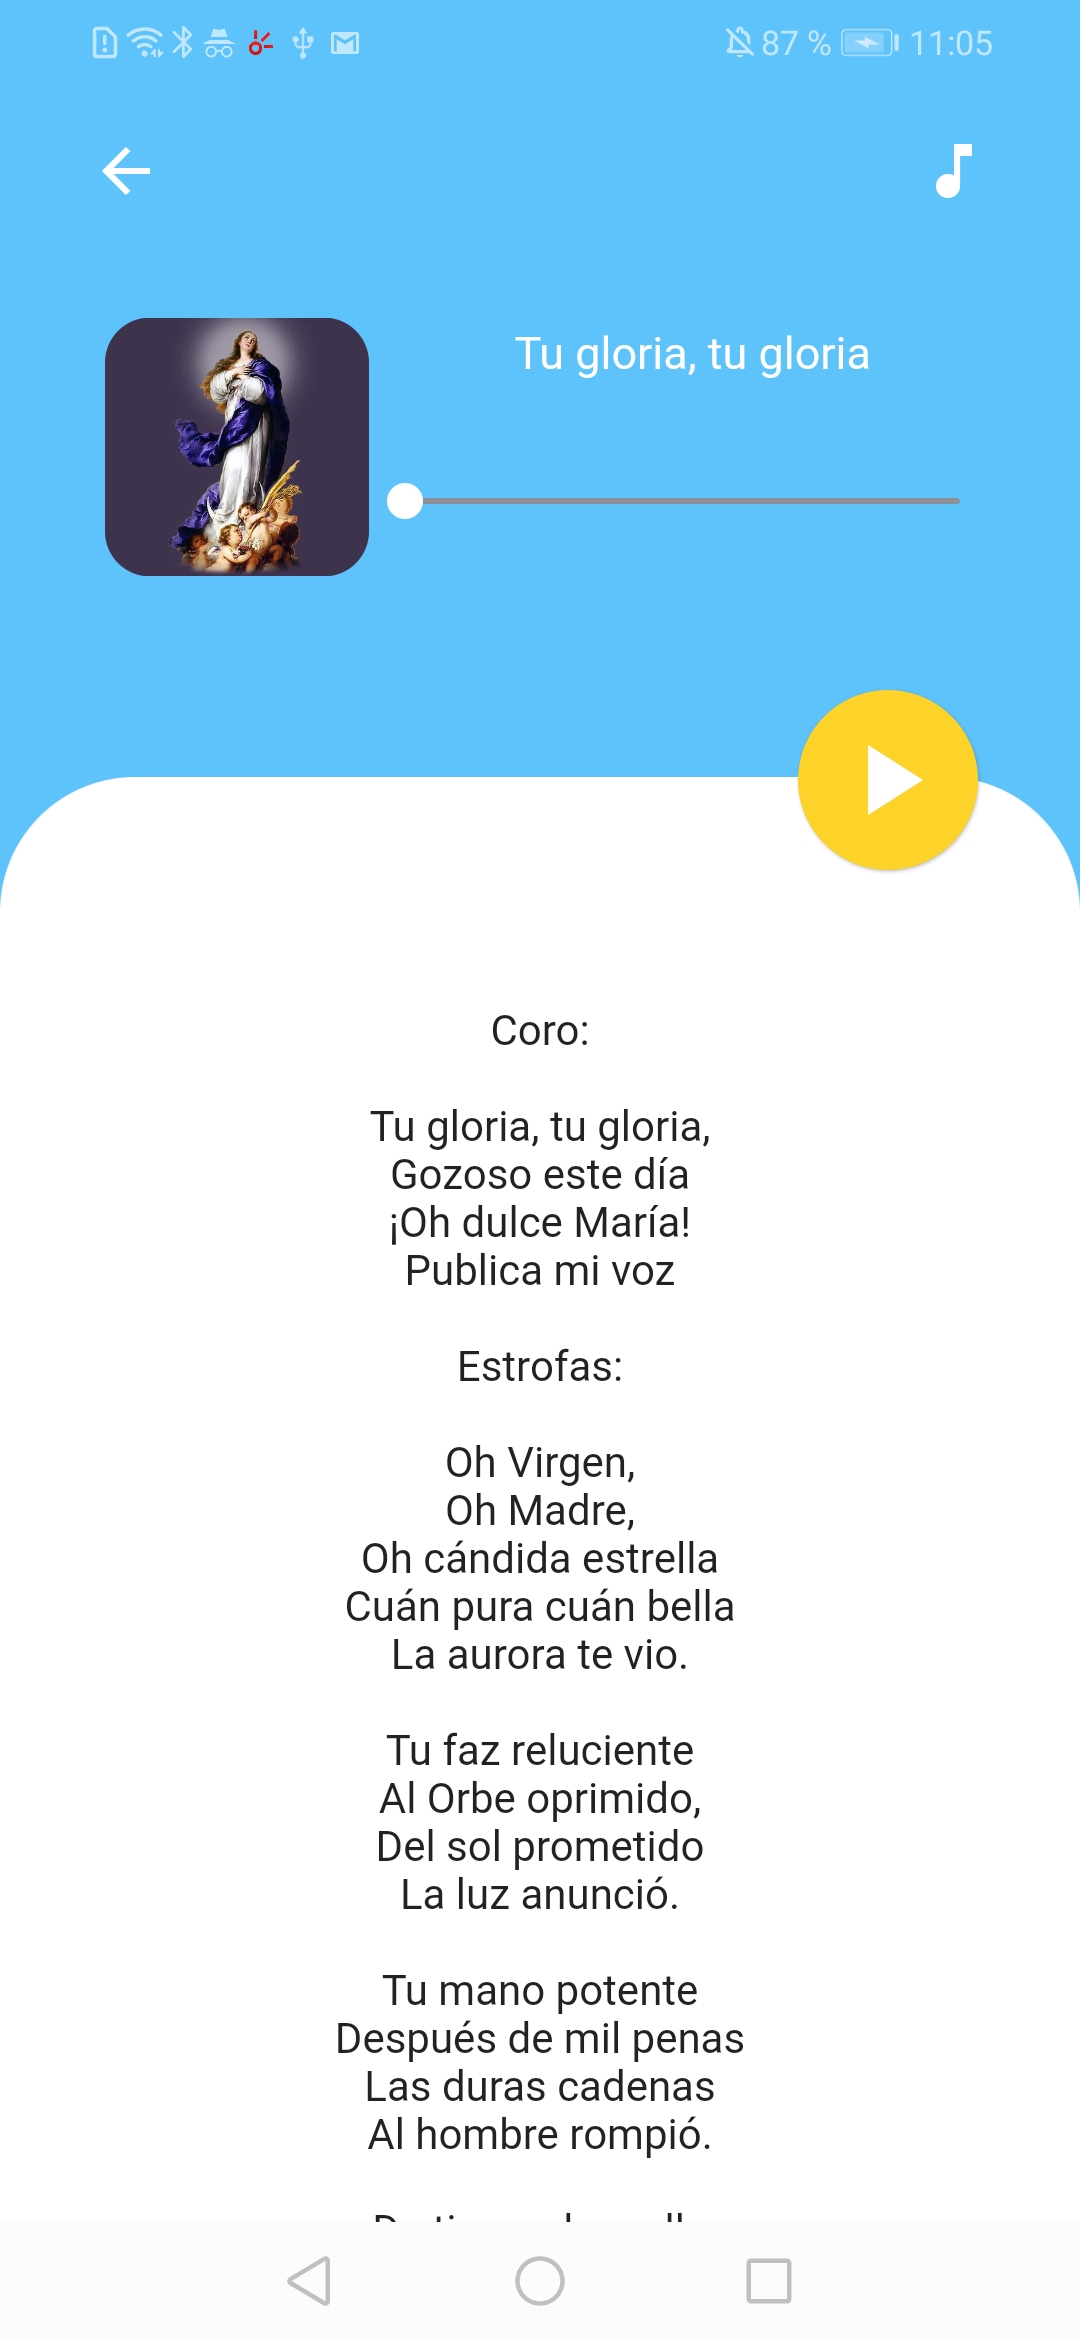 87 % 11:05
Tu gloria, tu gloria
Coro:
Tu gloria, tu gloria,
Gozoso este día
¡Oh dulce María!
Publica mi voz
Estrofas:
Oh Virgen,
Oh Madre,
Oh cándida estrella
Cuán pura cuán bella
La aurora te vio.
Tu faz reluciente
Al Orbe oprimido,
Del sol prometido
La luz anunció.
Tu mano potente
Después de mil penas
Las duras cadenas
Al hombre rompió.